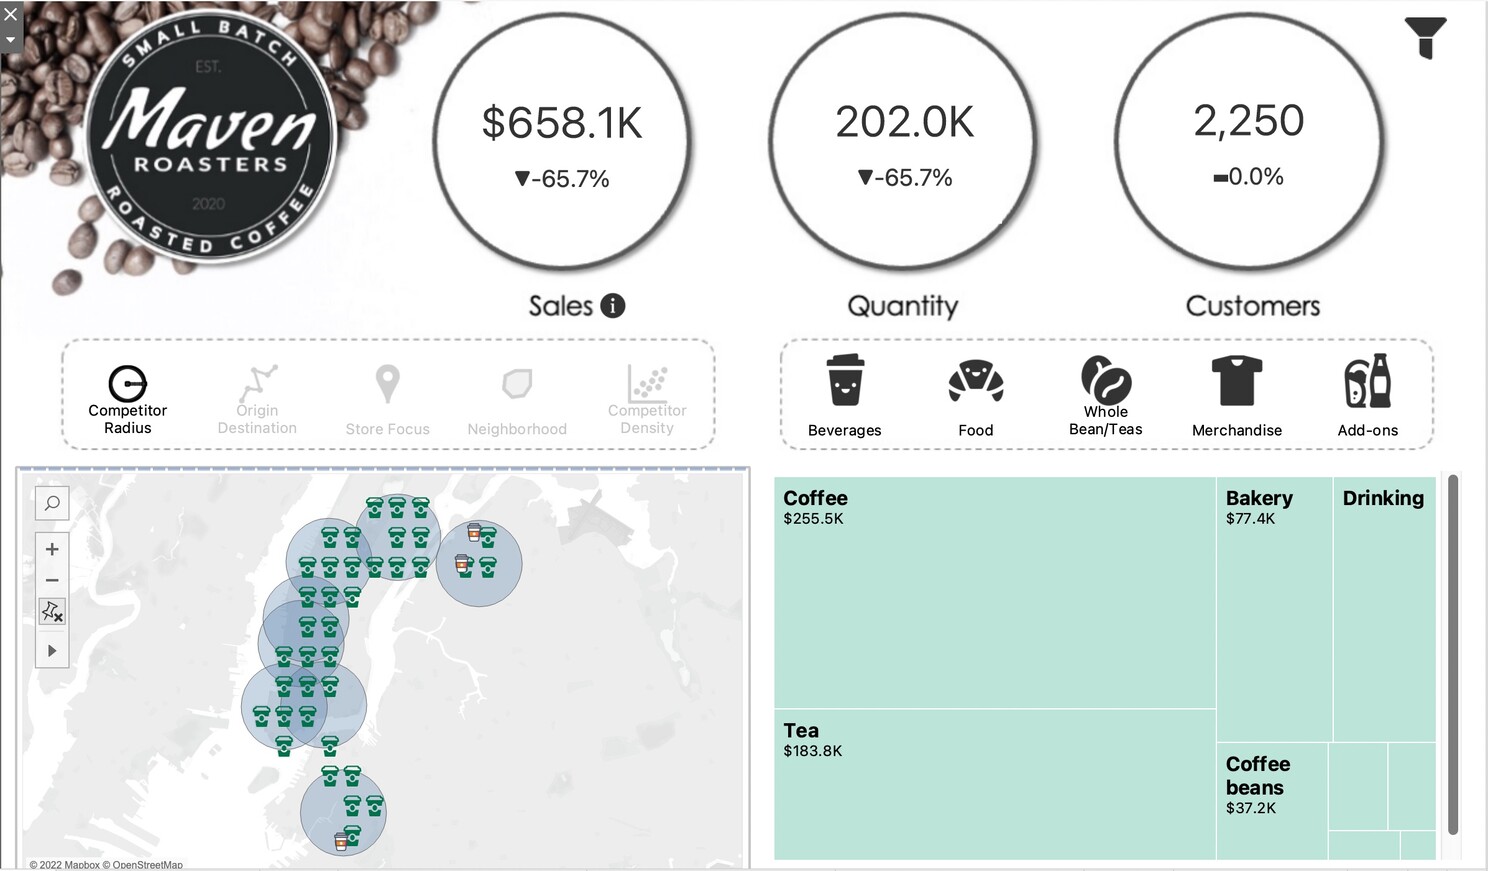 SMALL BATCH
EST.
Maven
ROASTERS
2020
ROASTED COFFEE
$658.1K
▼-65.7%
Sales
202.0K
▼-65.7%
Quantity
2,250
▬0.0%
Customers
Competitor
Radius
Origin
Destination
Store Focus
Neighborhood
Competitor
Density
Beverages
Food
Whole
Bean/Teas
Merchandise
Add-ons
© 2022 Mapbox © OpenStreetMap
Coffee
$255.5K
Tea
$183.8K
Bakery
$77.4K
Drinking
Coffee
beans
$37.2K